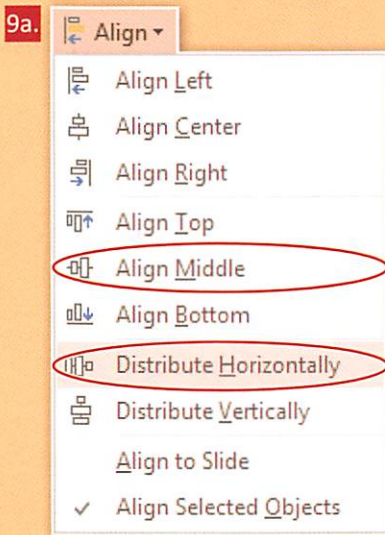 9a.
Align
Align Left
Align Center
Align Right
Align Top
Align Middle
Align Bottom
Distribute Horizontally
Distribute Vertically
Align to Slide
Align Selected Objects